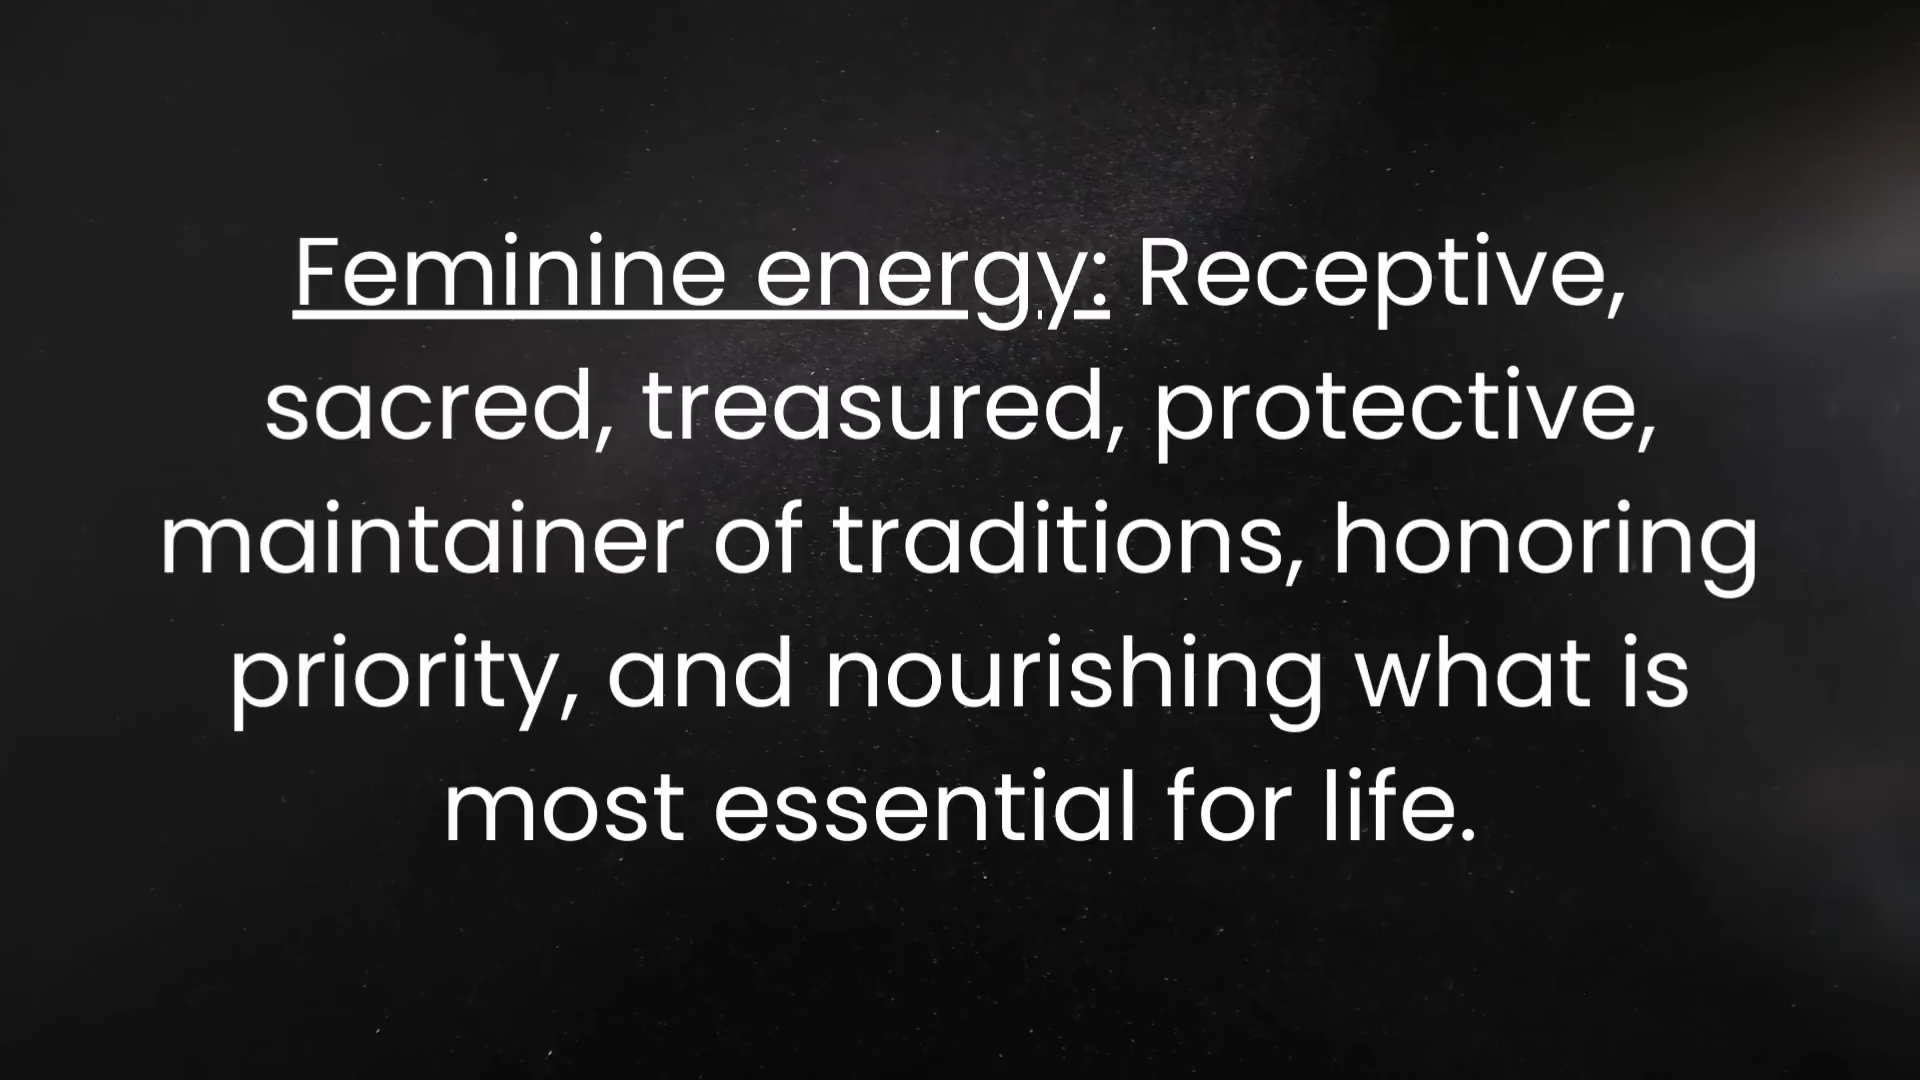 Feminine energy: Receptive,
sacred, treasured, protective,
maintainer of traditions, honoring
priority, and nourishing what is
most essential for life.